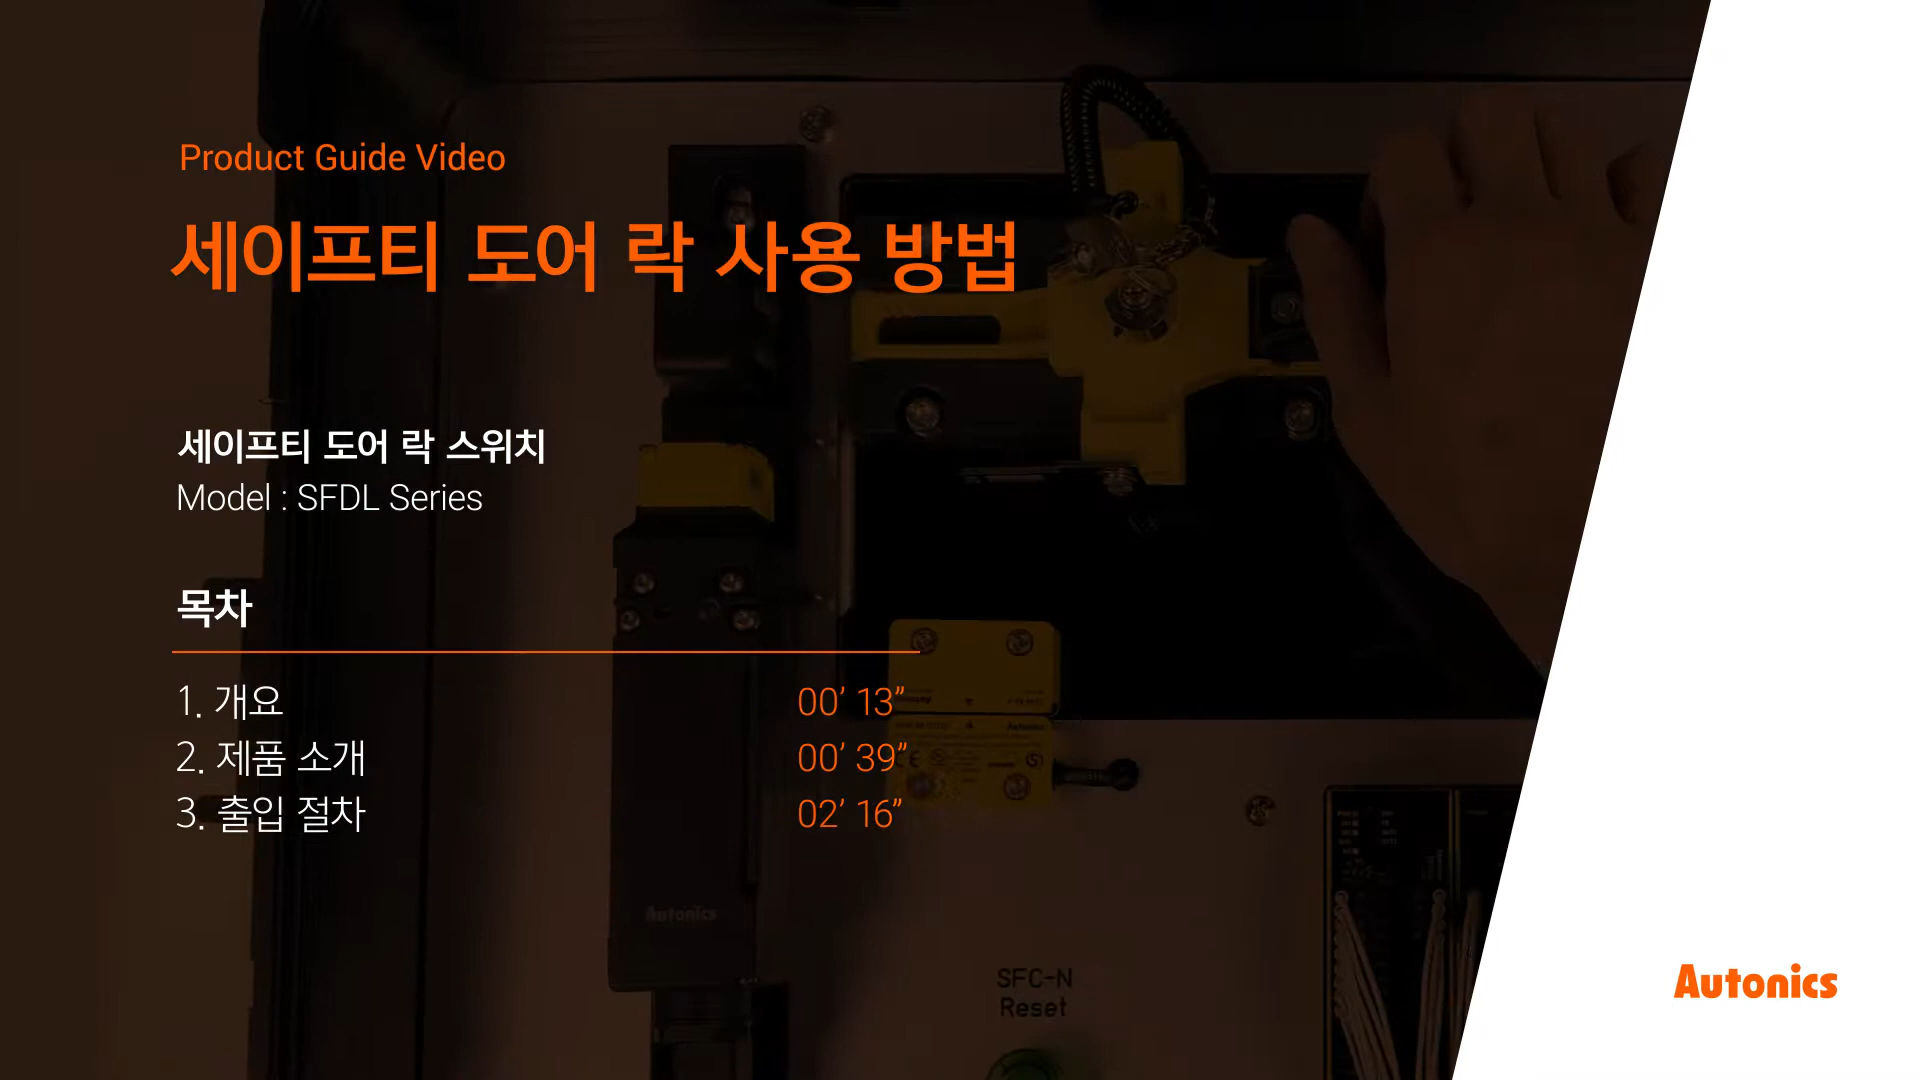 Product Guide Video
세이프티 도어 락 사용 방법
세이프티 도어 락 스위치
Model : SFDL Series
목차
1. 개요 00’ 13”
2. 제품 소개 00’ 39”
3. 출입 절차 02’ 16”
Autonics
Autonics
SFC-N
Reset
Autonics